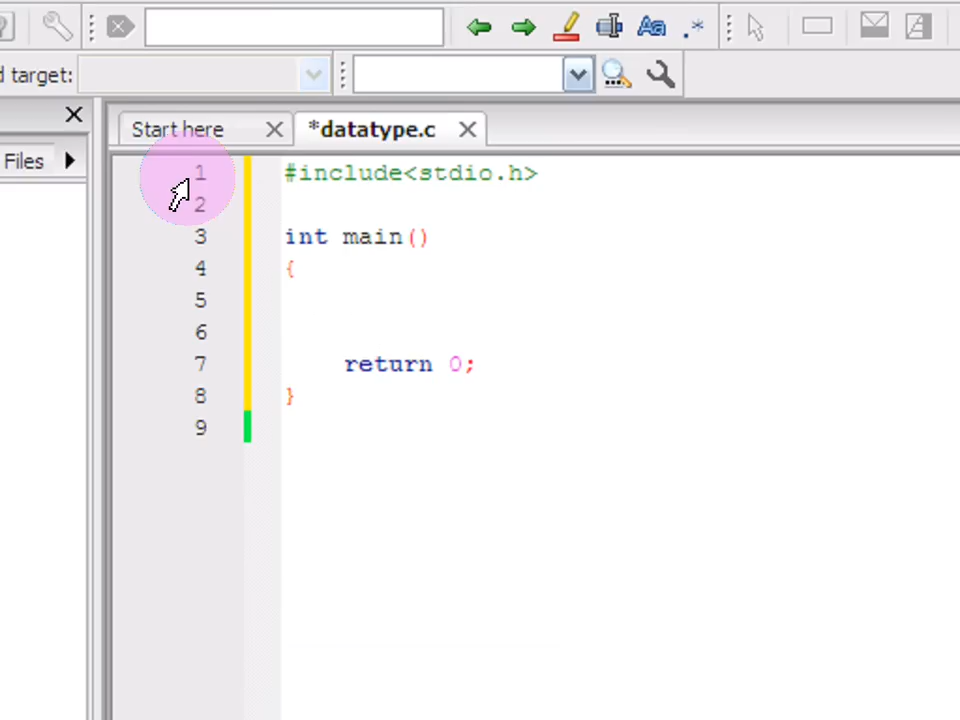 d target:
Files
Start here
*datatype.c
1 #include<stdio.h>
2
3 int main()
4 {
5
6
7 return 0;
8 }
9